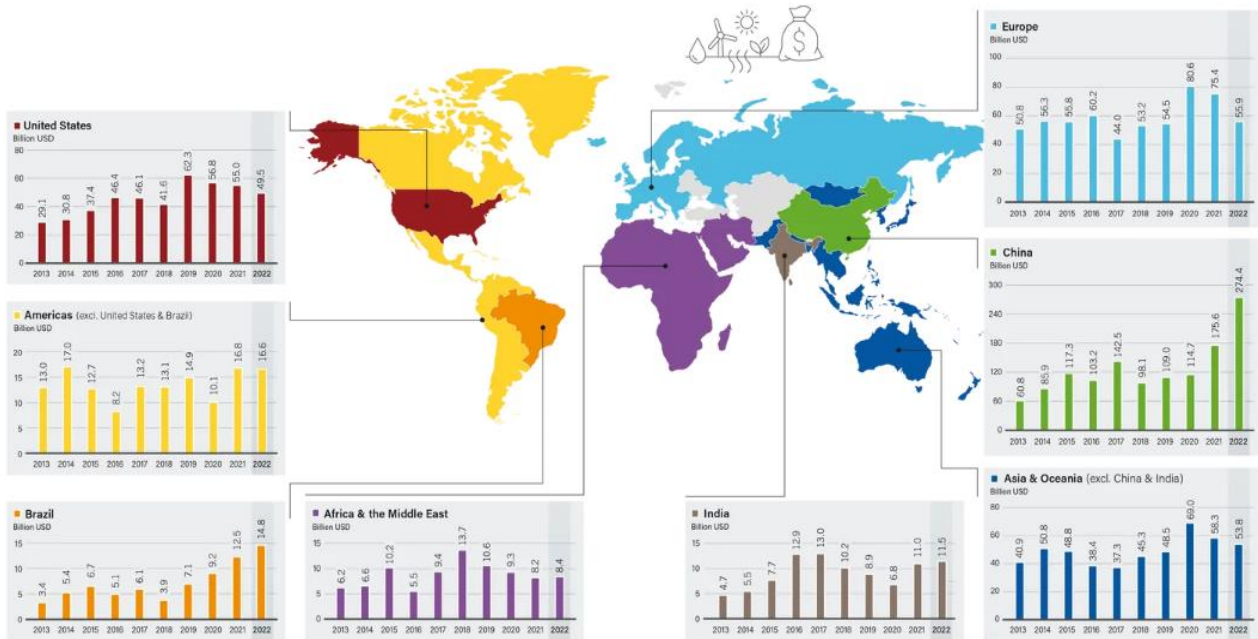 United States
Billion USD
80
60
40
20
0
29.1 30.8 37.4 46.4 46.1 41.6 62.3 56.8 55.0 49.5
2013 2014 2015 2016 2017 2018 2019 2020 2021 2022
Americas (excl. United States & Brazil)
Billion USD
20
15
10
5
0
13.0 17.0 12.7 8.2 13.2 13.1 14.9 10.1 16.8 16.6
2013 2014 2015 2016 2017 2018 2019 2020 2021 2022
Brazil
Billion USD
15
10
5
0
3.4 5.4 6.7 5.1 6.1 3.9 7.1 9.2 12.5 14.8
2013 2014 2015 2016 2017 2018 2019 2020 2021 2022
Africa & the Middle East
Billion USD
15
10
5
0
6.2 6.6 10.2 5.5 9.4 13.7 10.6 9.3 8.2 8.4
2013 2014 2015 2016 2017 2018 2019 2020 2021 2022
India
Billion USD
15
10
5
0
4.7 5.5 7.7 12.9 13.0 10.2 8.9 6.8 11.0 11.5
2013 2014 2015 2016 2017 2018 2019 2020 2021 2022
$
Europe
Billion USD
100
80
60
40
20
0
50.8 56.3 55.8 60.2 44.0 53.2 54.5 80.6 75.4 55.9
2013 2014 2015 2016 2017 2018 2019 2020 2021 2022
China
Billion USD
300
240
180
120
60
0
60.8 85.9 117.3 103.2 142.5 98.1 109.0 114.7 175.6 274.4
2013 2014 2015 2016 2017 2018 2019 2020 2021 2022
Asia & Oceania (excl. China & India)
Billion USD
80
60
40
20
0
40.9 50.8 48.8 38.4 37.3 45.3 48.5 69.0 58.3 53.8
2013 2014 2015 2016 2017 2018 2019 2020 2021 2022